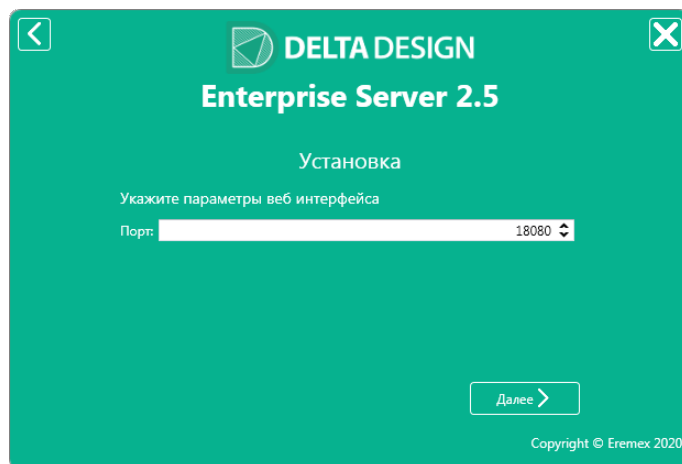 DELTA DESIGN
Enterprise Server 2.5
Установка
Укажите параметры веб интерфейса
Порт: 18080
Далее
Copyright © Eremex 2020